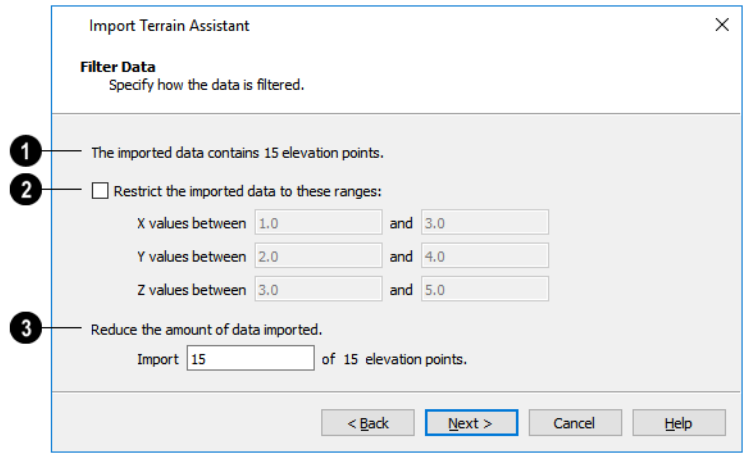 Import Terrain Assistant
Filter Data
Specify how the data is filtered.
1 The imported data contains 15 elevation points.
2 Restrict the imported data to these ranges:
X values between 1.0 and 3.0
Y values between 2.0 and 4.0
Z values between 3.0 and 5.0
3 Reduce the amount of data imported.
Import 15 of 15 elevation points.
< Back Next > Cancel Help